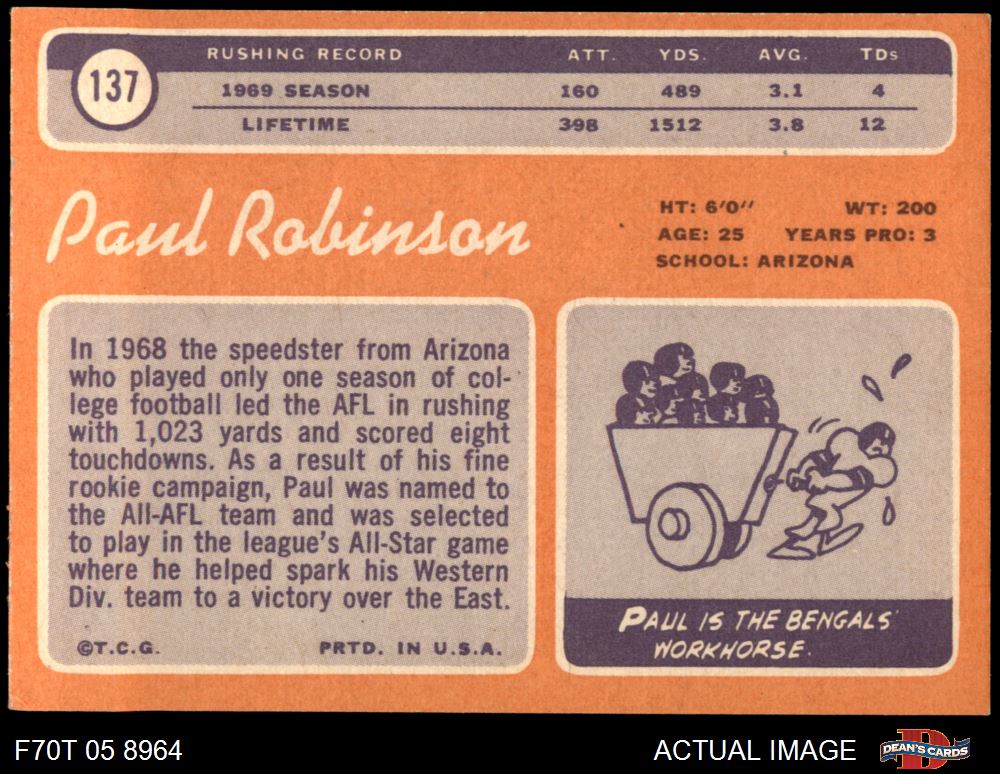 137
RUSHING RECORD ATT. YDS. AVG. TDs
1969 SEASON 160 489 3.1 4
LIFETIME 398 1512 3.8 12
Paul Robinson
HT: 6'0" WT: 200
AGE: 25 YEARS PRO: 3
SCHOOL: ARIZONA
In 1968 the speedster from Arizona
who played only one season of col-
lege football led the AFL in rushing
with 1,023 yards and scored eight
touchdowns. As a result of his fine
rookie campaign, Paul was named to
the All-AFL team and was selected
to play in the league's All-Star game
where he helped spark his Western
Div. team to a victory over the East.
©T.C.G. PRTD. IN U.S.A.
PAUL IS THE BENGALS'
WORKHORSE.
F70T 05 8964
ACTUAL IMAGE
D
DEAN'S CARDS